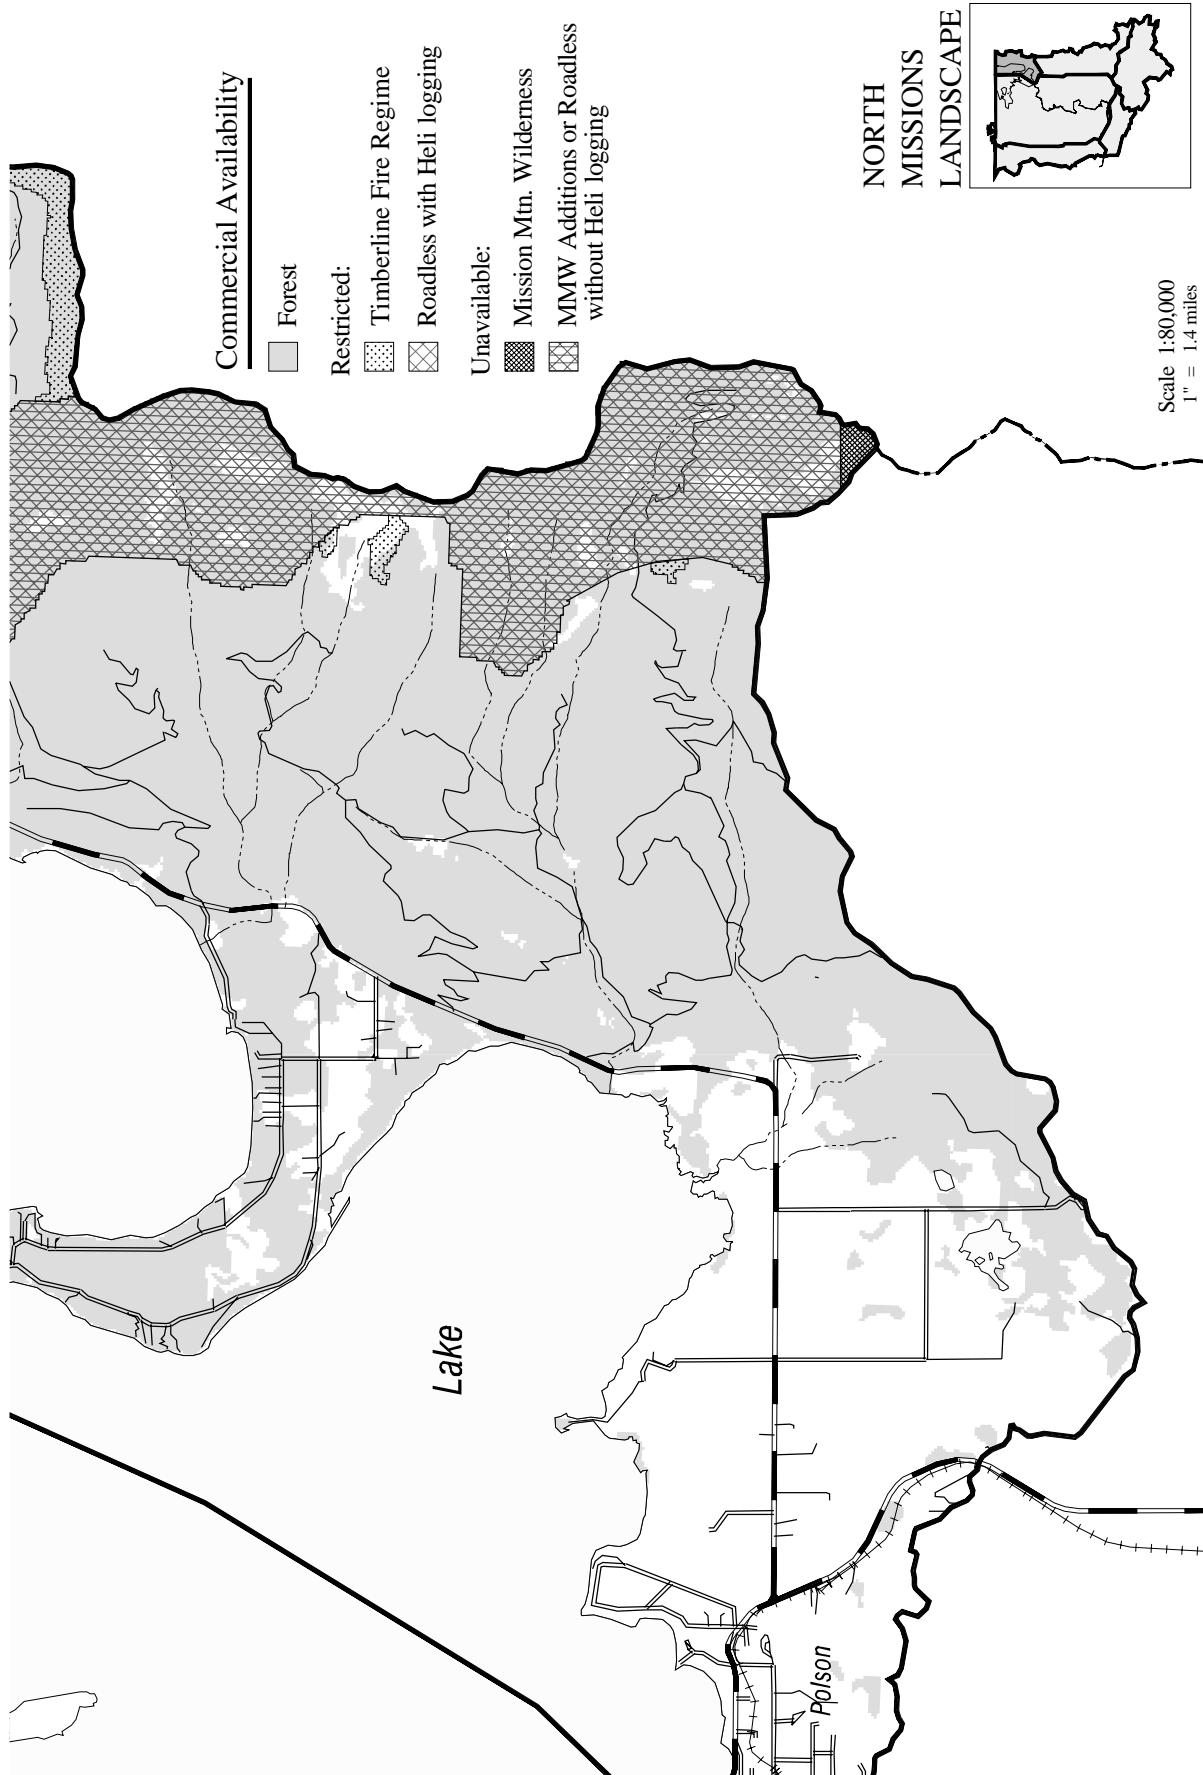 Commercial Availability
Forest
Restricted:
Timberline Fire Regime
Roadless with Heli logging
Unavailable:
Mission Mtn. Wilderness
MMW Additions or Roadless
without Heli logging
NORTH
MISSIONS
LANDSCAPE
Scale 1:80,000
1" = 1.4 miles
Lake
Polson